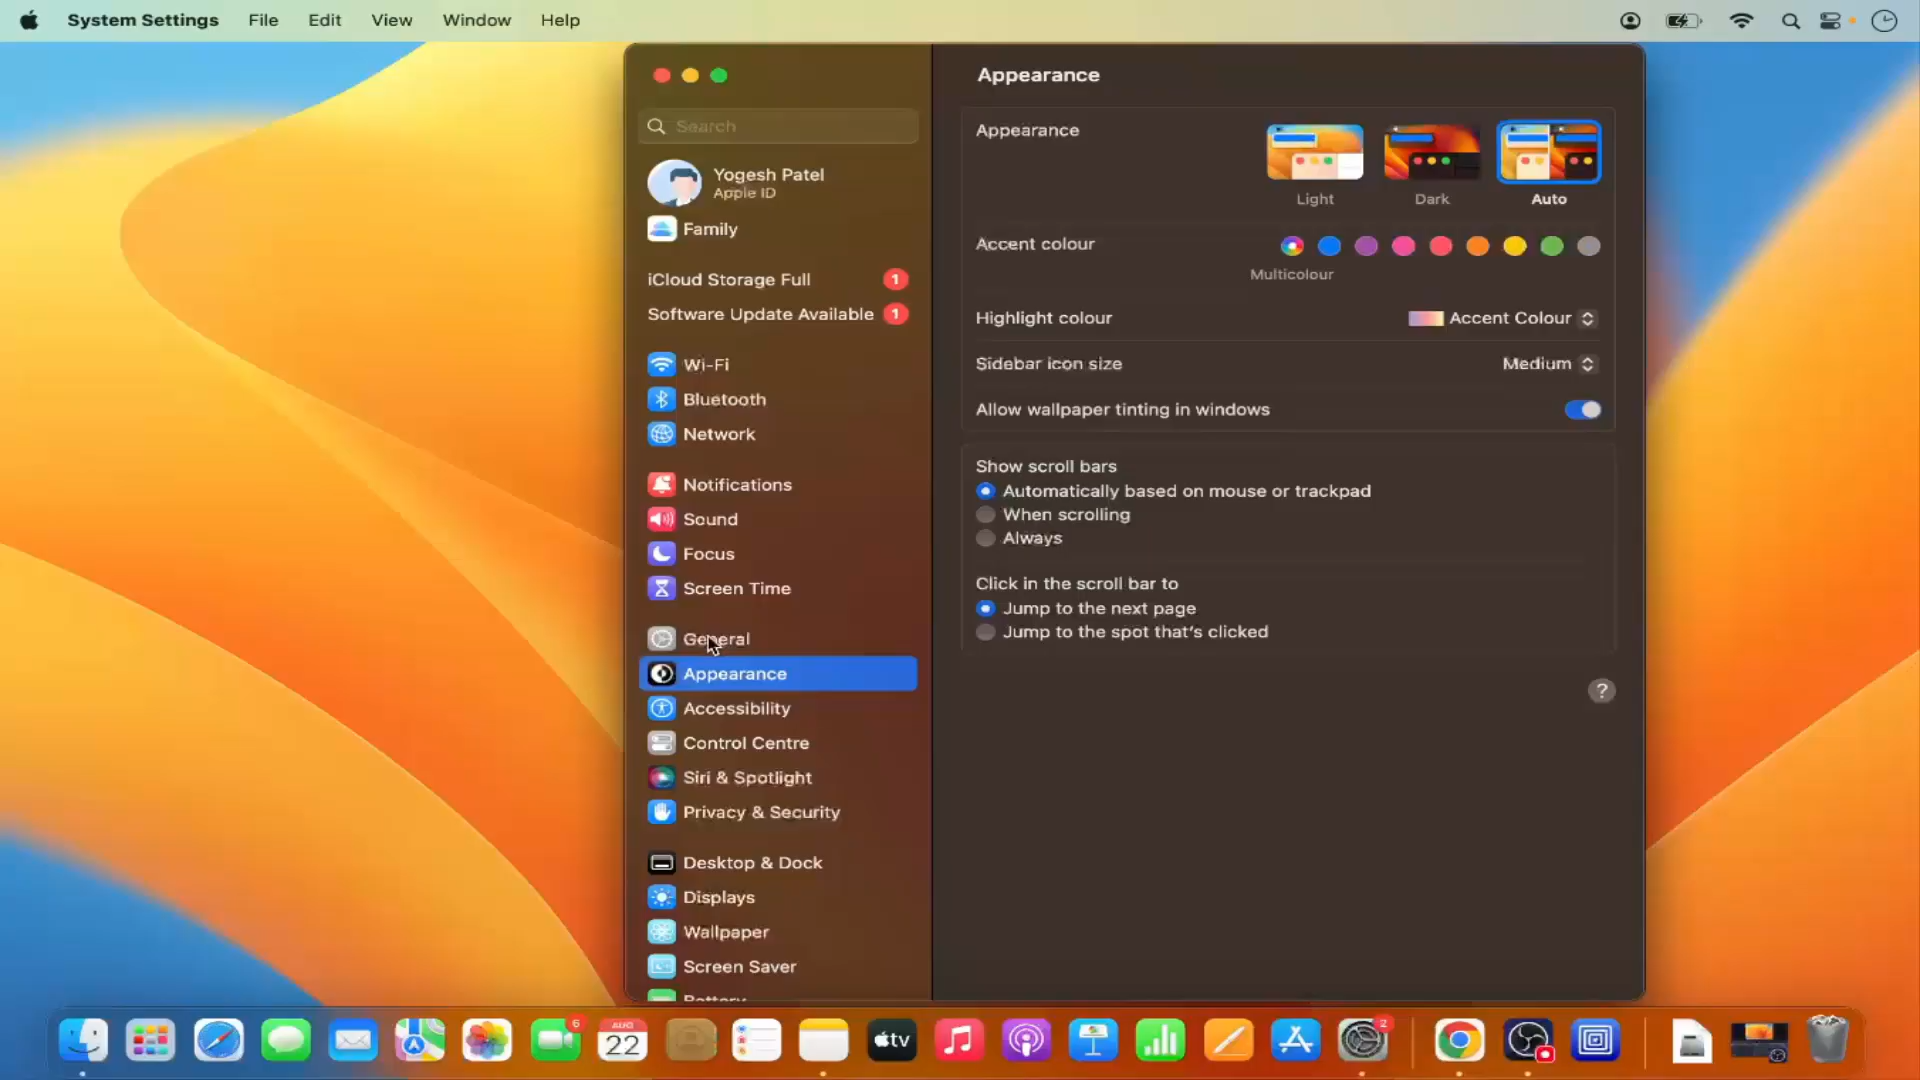 System Settings File Edit View Window Help
Appearance
Search
Yogesh Patel
Apple ID
Family
iCloud Storage Full 1
Software Update Available 1
Wi-Fi
Bluetooth
Network
Notifications
Sound
Focus
Screen Time
General
Appearance
Accessibility
Control Centre
Siri & Spotlight
Privacy & Security
Desktop & Dock
Displays
Wallpaper
Screen Saver
Battery
Appearance
Light Dark Auto
Accent colour
Multicolour
Highlight colour Accent Colour
Sidebar icon size Medium
Allow wallpaper tinting in windows
Show scroll bars
Automatically based on mouse or trackpad
When scrolling
Always
Click in the scroll bar to
Jump to the next page
Jump to the spot that's clicked
?
6
AUG
22
tv
2